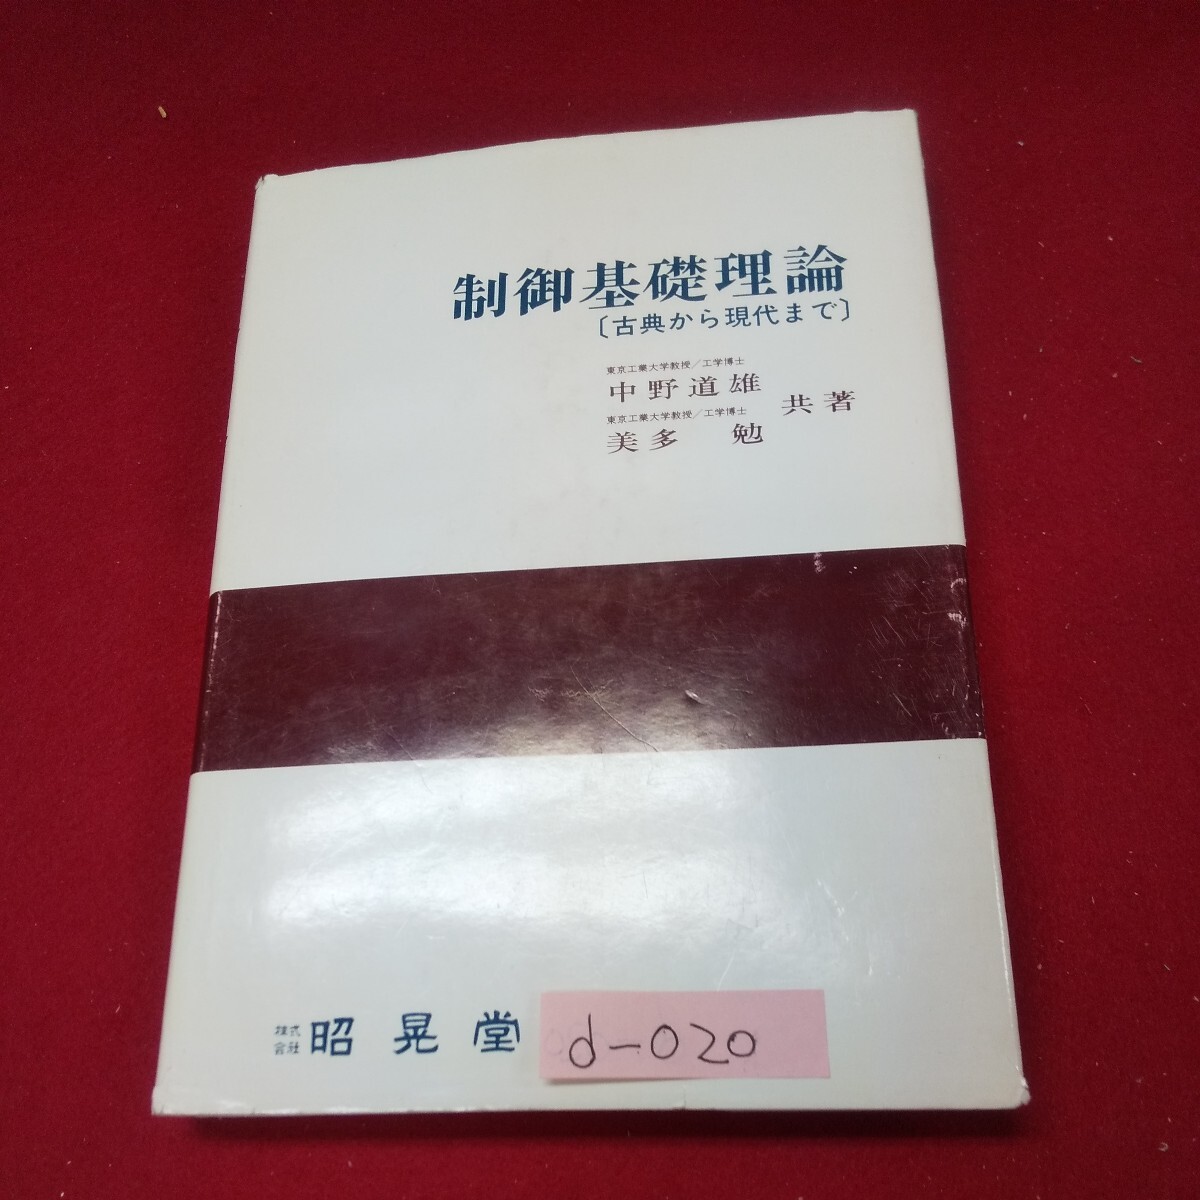 制御基礎理論
〔古典から現代まで〕
東京工業大学教授／工学博士
中野道雄
東京工業大学教授／工学博士
美多 勉
共著
株式会社 昭晃堂
d-020